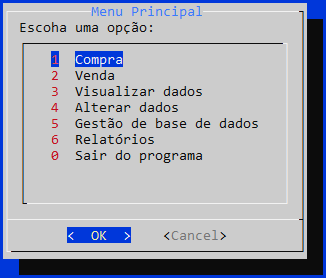 Menu Principal
Escoha uma opção:
1 Compra
2 Venda
3 Visualizar dados
4 Alterar dados
5 Gestão de base de dados
6 Relatórios
0 Sair do programa
< OK > <Cancel>